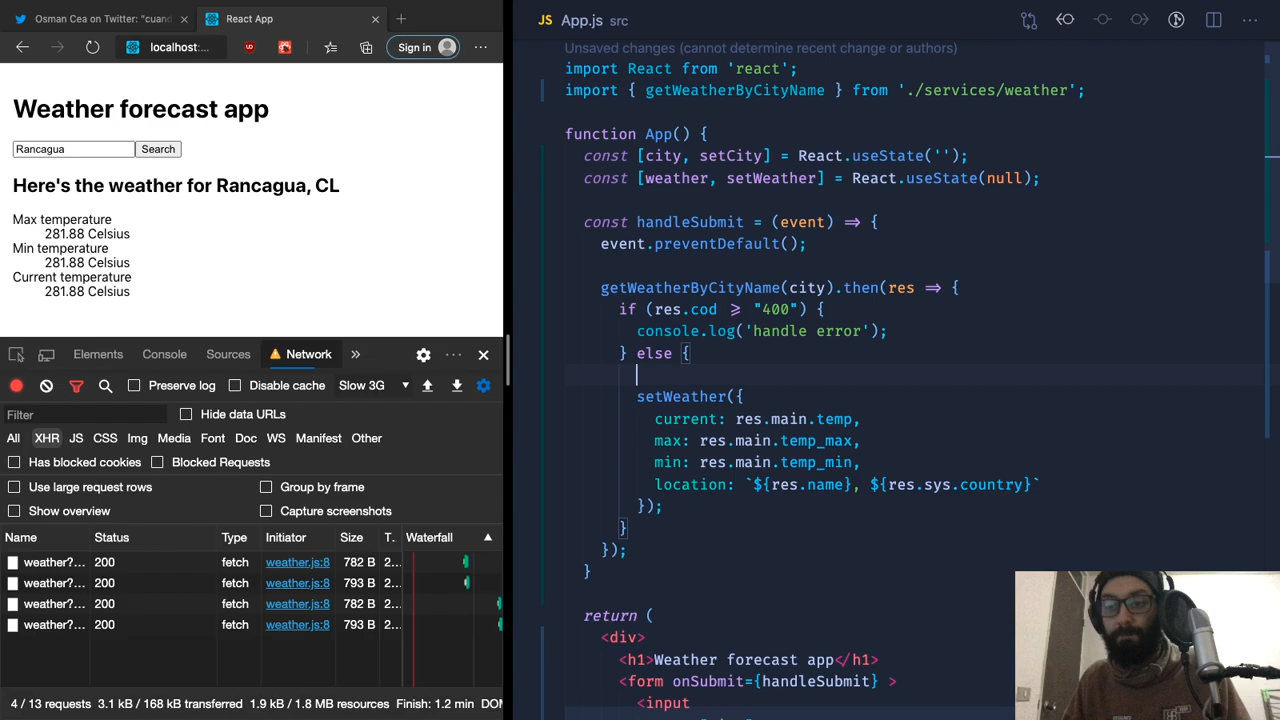 Osman Cea on Twitter: "cuand
React App
localhost:...
Sign in
Weather forecast app
Rancagua
Search
Here's the weather for Rancagua, CL
Max temperature
281.88 Celsius
Min temperature
281.88 Celsius
Current temperature
281.88 Celsius
Elements
Console
Sources
Network
Preserve log
Disable cache
Slow 3G
Filter
Hide data URLs
All XHR JS CSS Img Media Font Doc WS Manifest Other
Has blocked cookies
Blocked Requests
Use large request rows
Group by frame
Show overview
Capture screenshots
Name Status Type Initiator Size T. Waterfall
weather?... 200 fetch weather.js:8 782 B 2...
weather?... 200 fetch weather.js:8 793 B 2...
weather?... 200 fetch weather.js:8 782 B 2...
weather?... 200 fetch weather.js:8 793 B 2...
4 / 13 requests 3.1 kB / 168 kB transferred 1.9 kB / 1.8 MB resources Finish: 1.2 min DOM
JS App.js src
Unsaved changes (cannot determine recent change or authors)
import React from 'react';
import { getWeatherByCityName } from './services/weather';
function App() {
const [city, setCity] = React.useState('');
const [weather, setWeather] = React.useState(null);
const handleSubmit = (event) => {
event.preventDefault();
getWeatherByCityName(city).then(res => {
if (res.cod >= "400") {
console.log('handle error');
} else {
setWeather({
current: res.main.temp,
max: res.main.temp_max,
min: res.main.temp_min,
location: `${res.name}, ${res.sys.country}`
});
}
});
}
return (
<div>
<h1>Weather forecast app</h1>
<form onSubmit={handleSubmit} >
<input